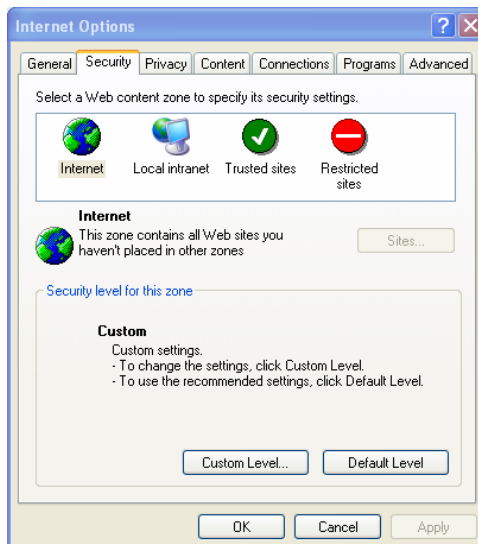 Internet Options
General Security Privacy Content Connections Programs Advanced
Select a Web content zone to specify its security settings.
Internet Local intranet Trusted sites Restricted sites
Internet
This zone contains all Web sites you
haven't placed in other zones
Sites...
Security level for this zone
Custom
Custom settings.
- To change the settings, click Custom Level.
- To use the recommended settings, click Default Level.
Custom Level... Default Level
OK Cancel Apply